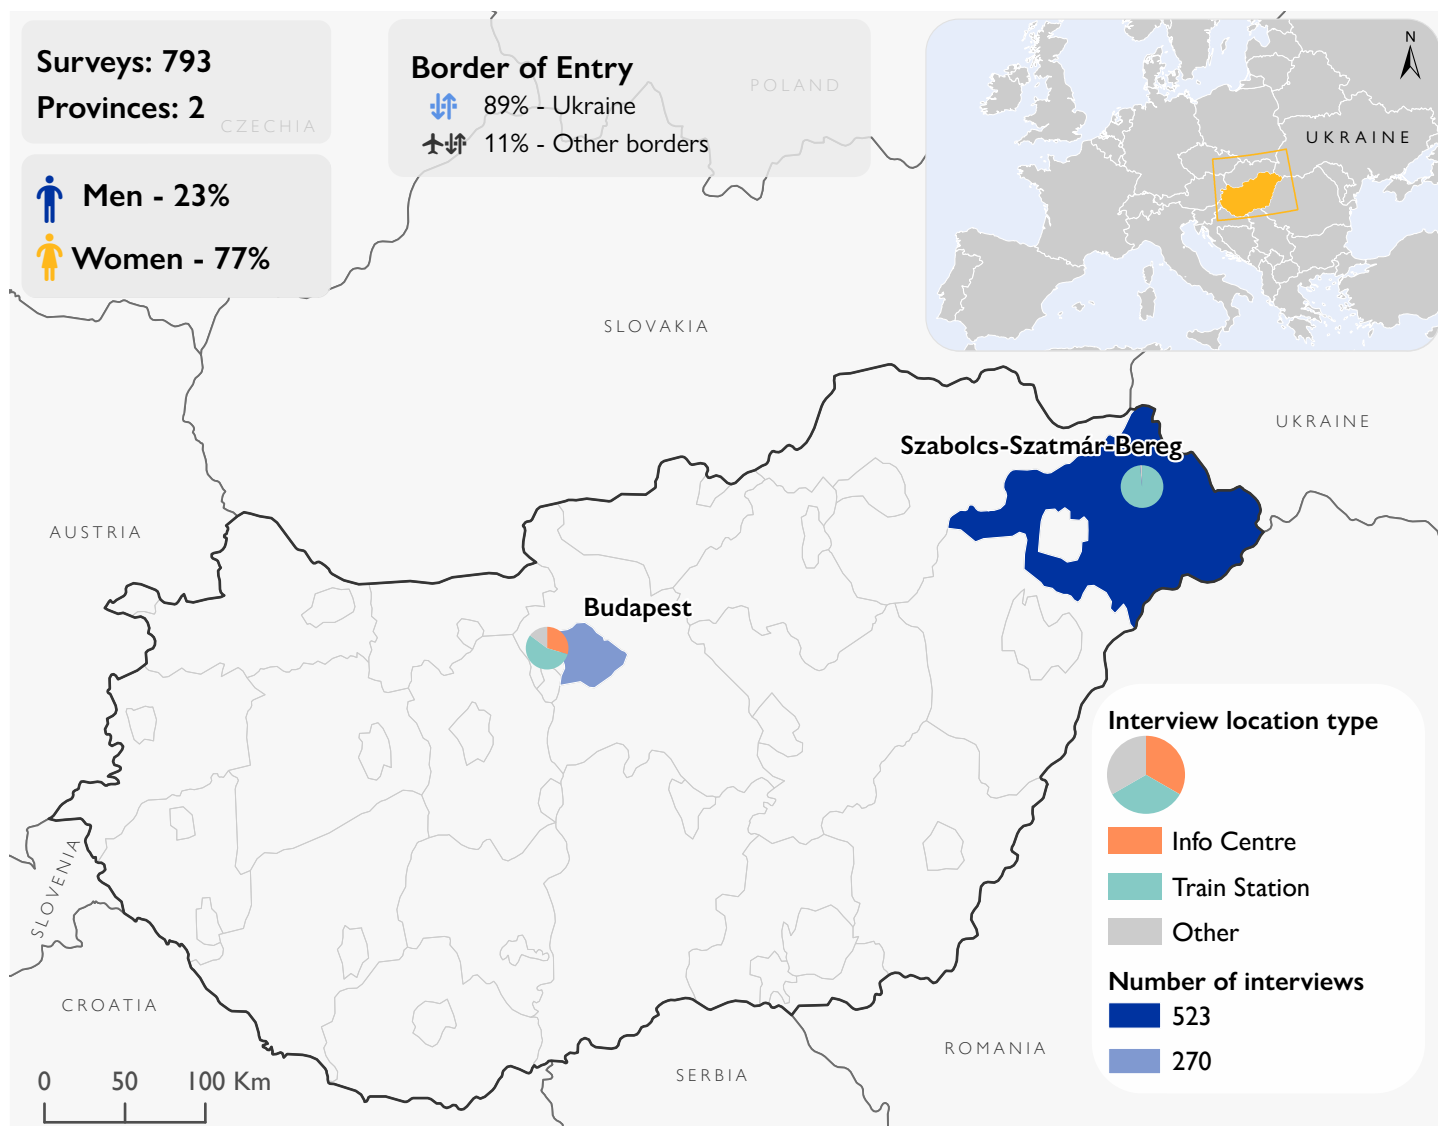 Surveys: 793
Provinces: 2
CZECHIA
Men - 23%
Women - 77%
Border of Entry
89% - Ukraine
11% - Other borders
POLAND
N
UKRAINE
SLOVAKIA
UKRAINE
Szabolcs-Szatmár-Bereg
AUSTRIA
Budapest
SLOVENIA
CROATIA
SERBIA
ROMANIA
0 50 100 Km
Interview location type
Info Centre
Train Station
Other
Number of interviews
523
270